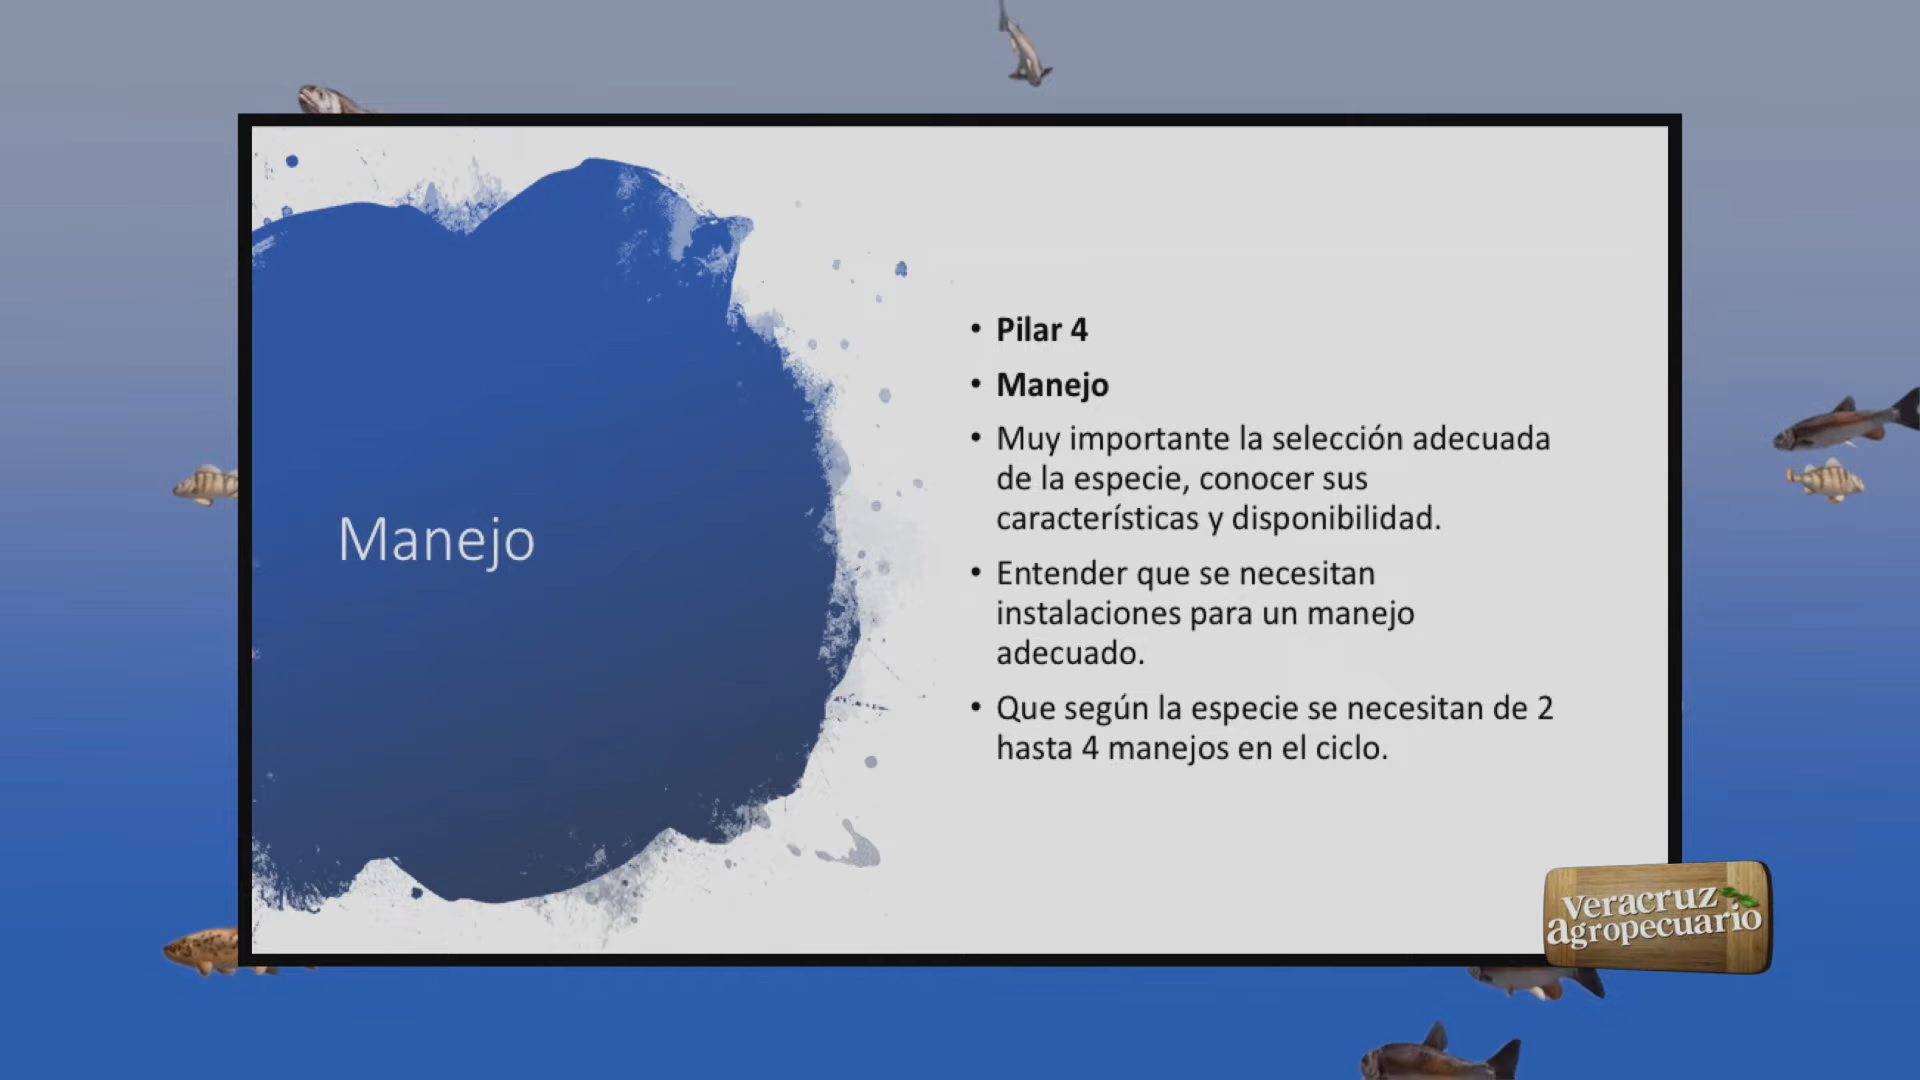 Manejo
• Pilar 4
• Manejo
• Muy importante la selección adecuada
de la especie, conocer sus
características y disponibilidad.
• Entender que se necesitan
instalaciones para un manejo
adecuado.
• Que según la especie se necesitan de 2
hasta 4 manejos en el ciclo.
veracruz
agropecuario